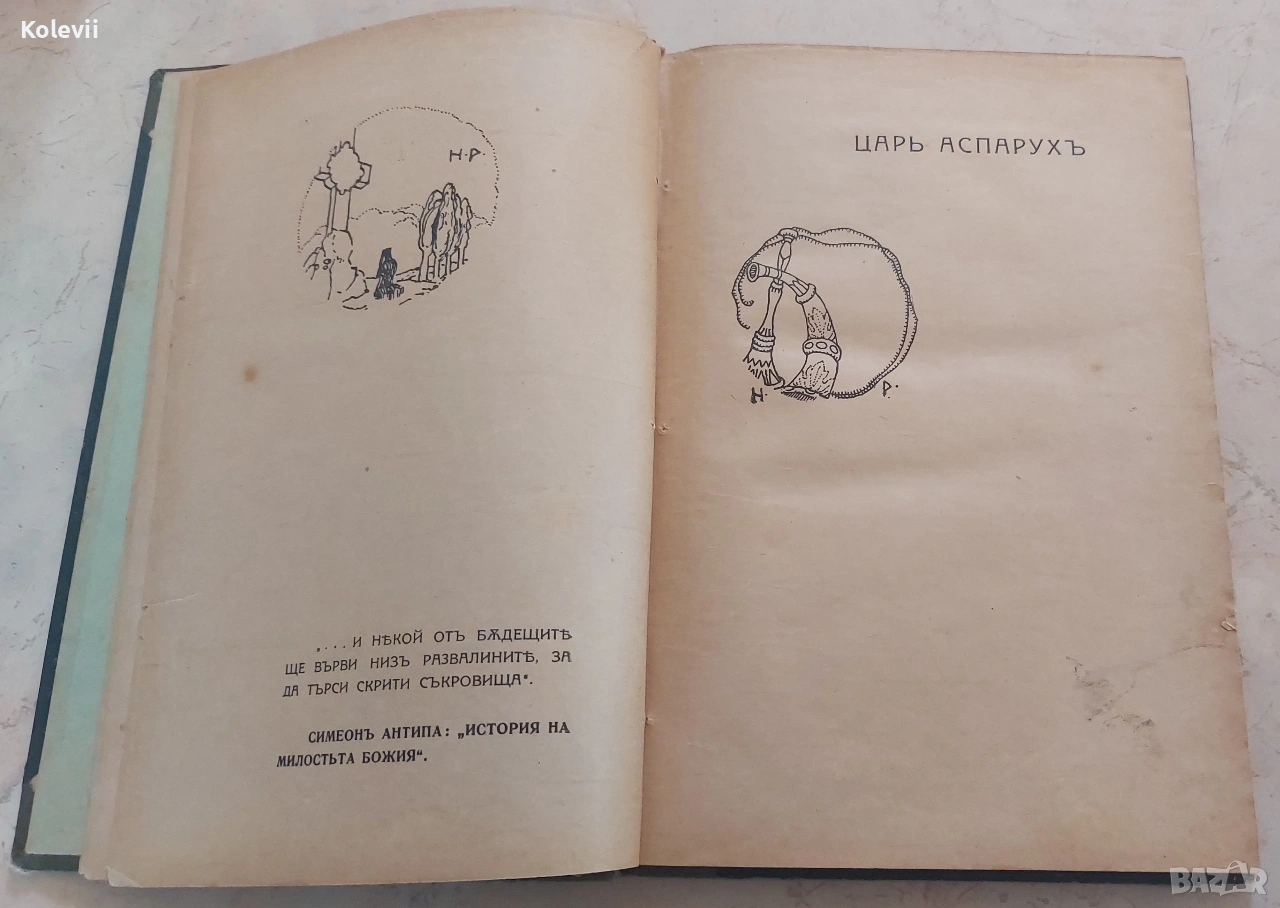 Kolevii
Н.Р.
„... И НѢКОЙ ОТЪ БѪДЕЩИТѢ
ЩЕ ВЪРВИ НИЗЪ РАЗВАЛИНИТѢ, ЗА
ДА ТЪРСИ СКРИТИ СЪКРОВИЩА“.
СИМЕОНЪ АНТИПА: „ИСТОРИЯ НА
МИЛОСТЬТА БОЖИЯ“.
ЦАРЬ АСПАРУХЪ
Н. Р.
BAZAR